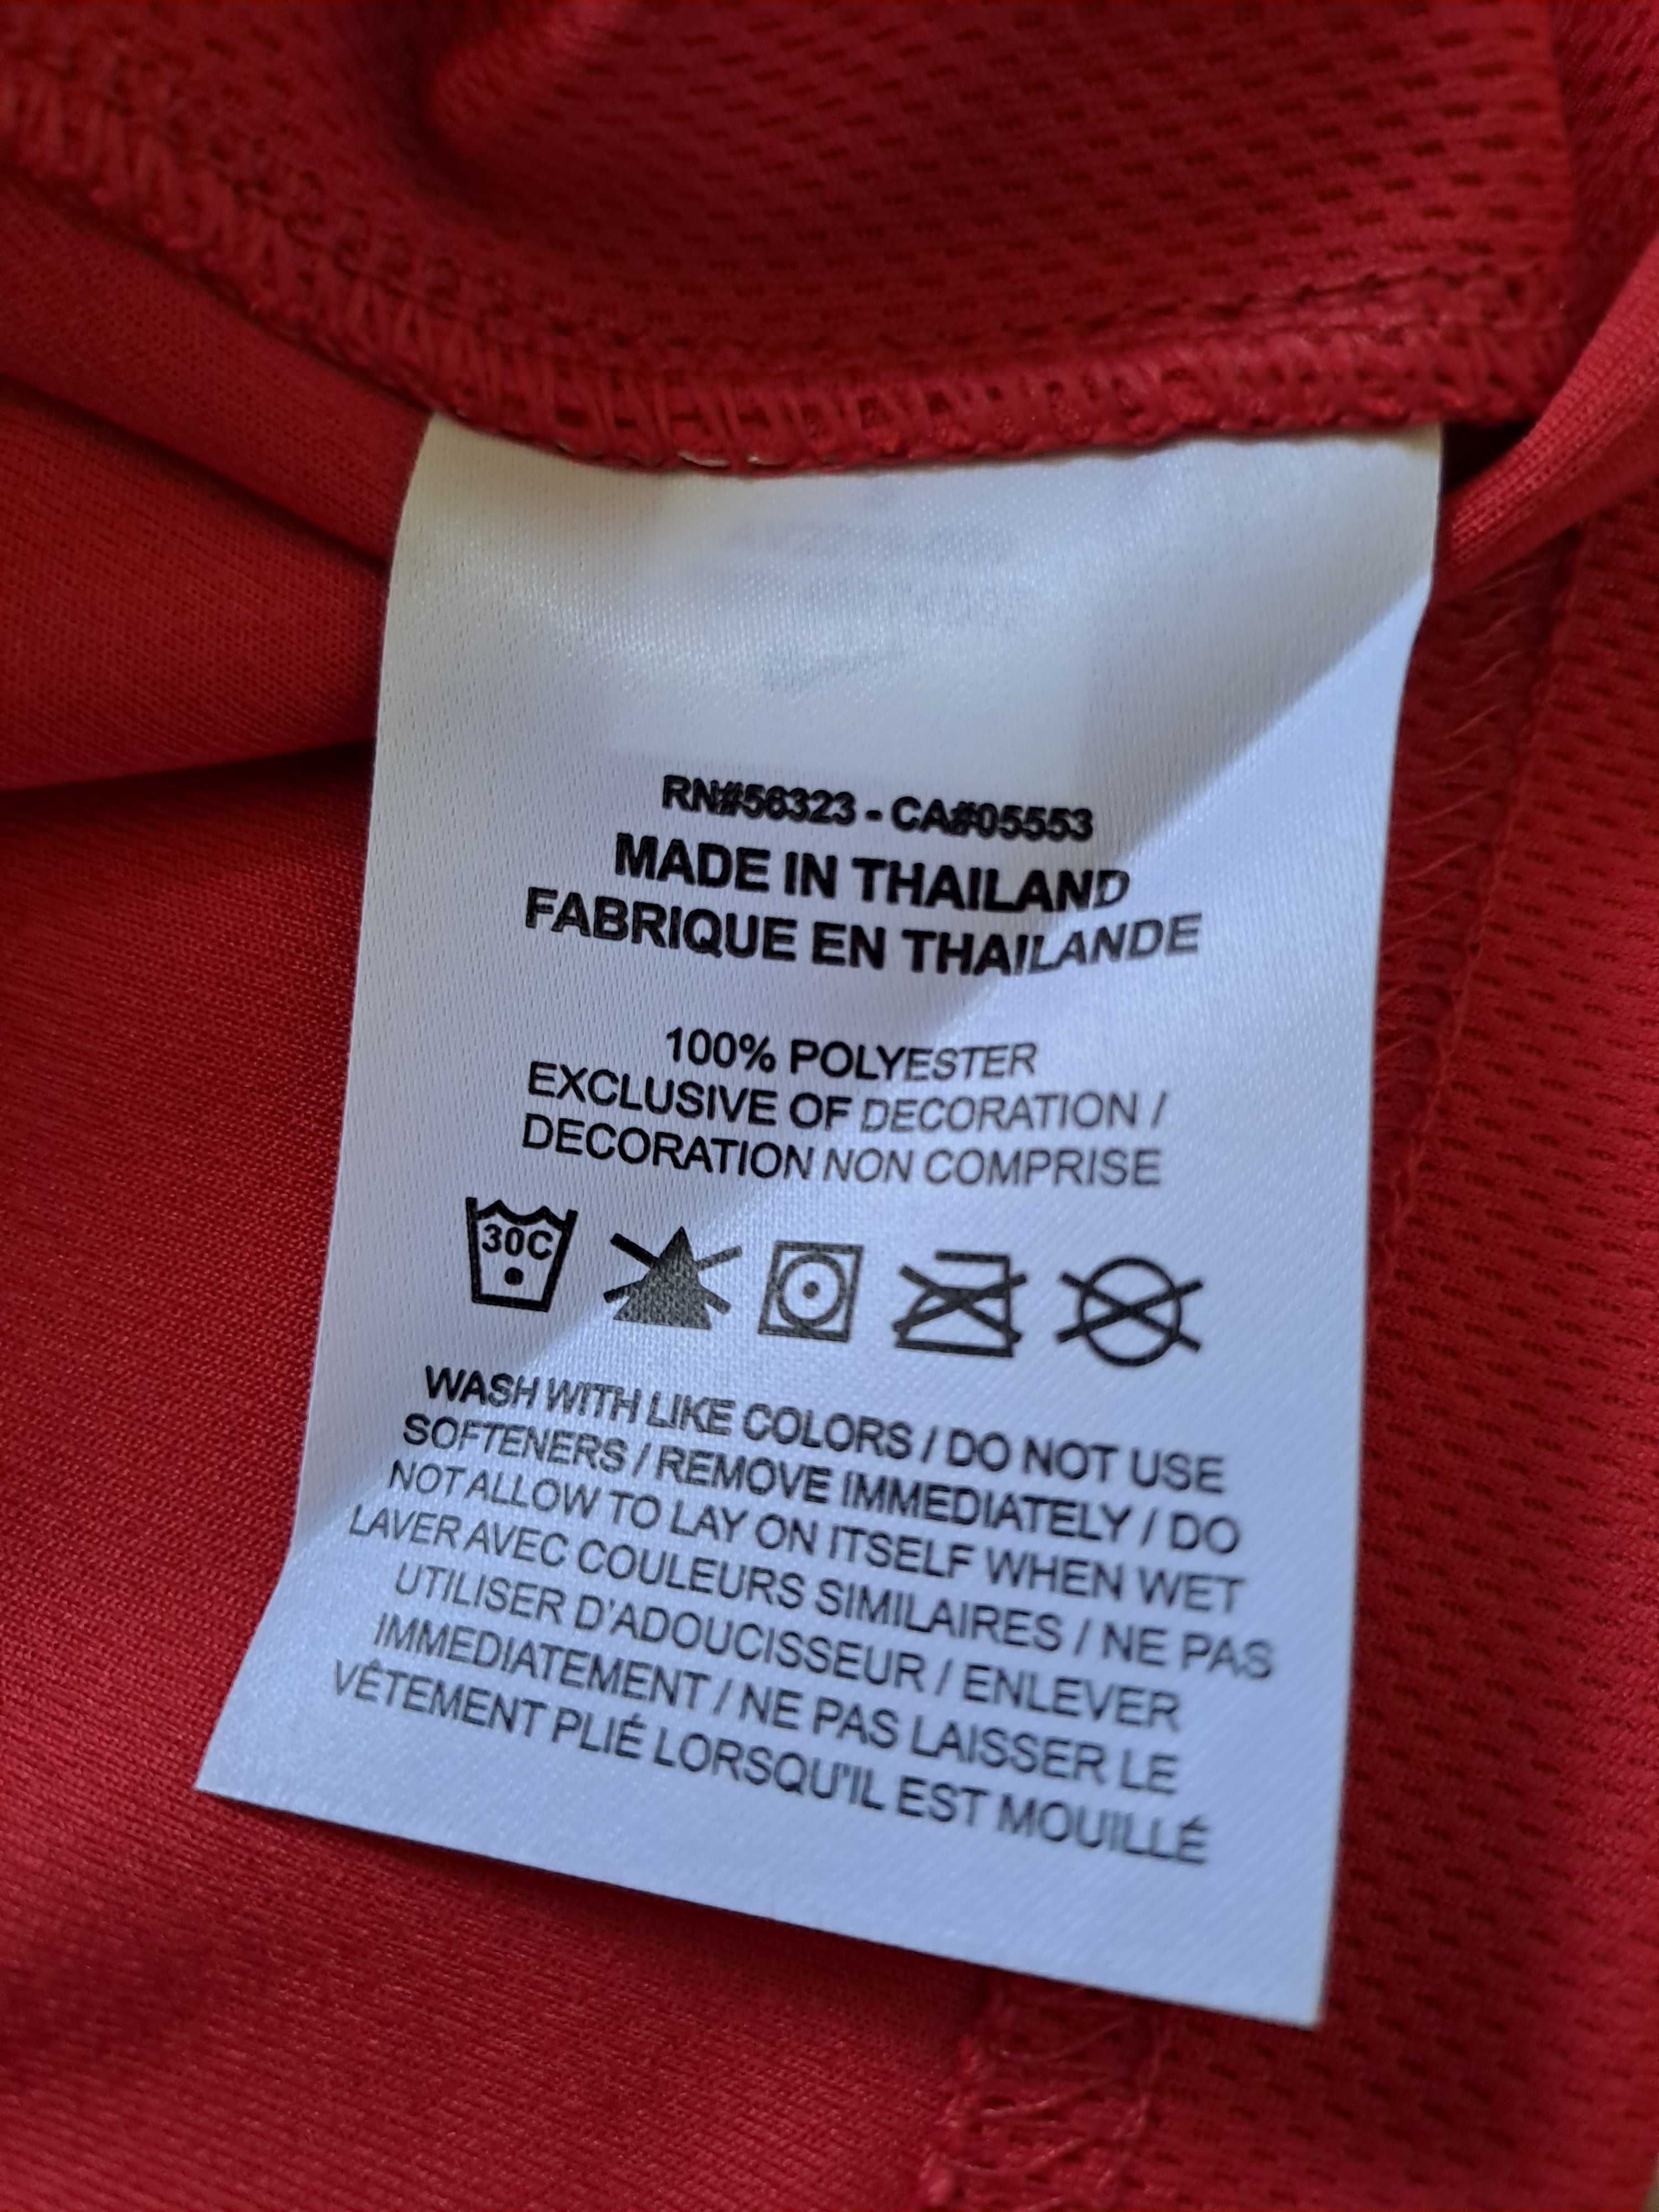 RN#56323 - CA#05553
MADE IN THAILAND
FABRIQUE EN THAILANDE
100% POLYESTER
EXCLUSIVE OF DECORATION /
DECORATION NON COMPRISE
30C
WASH WITH LIKE COLORS / DO NOT USE
SOFTENERS / REMOVE IMMEDIATELY / DO
NOT ALLOW TO LAY ON ITSELF WHEN WET
LAVER AVEC COULEURS SIMILAIRES / NE PAS
UTILISER D'ADOUCISSEUR / ENLEVER
IMMEDIATEMENT / NE PAS LAISSER LE
VÊTEMENT PLIÉ LORSQU'IL EST MOUILLÉ